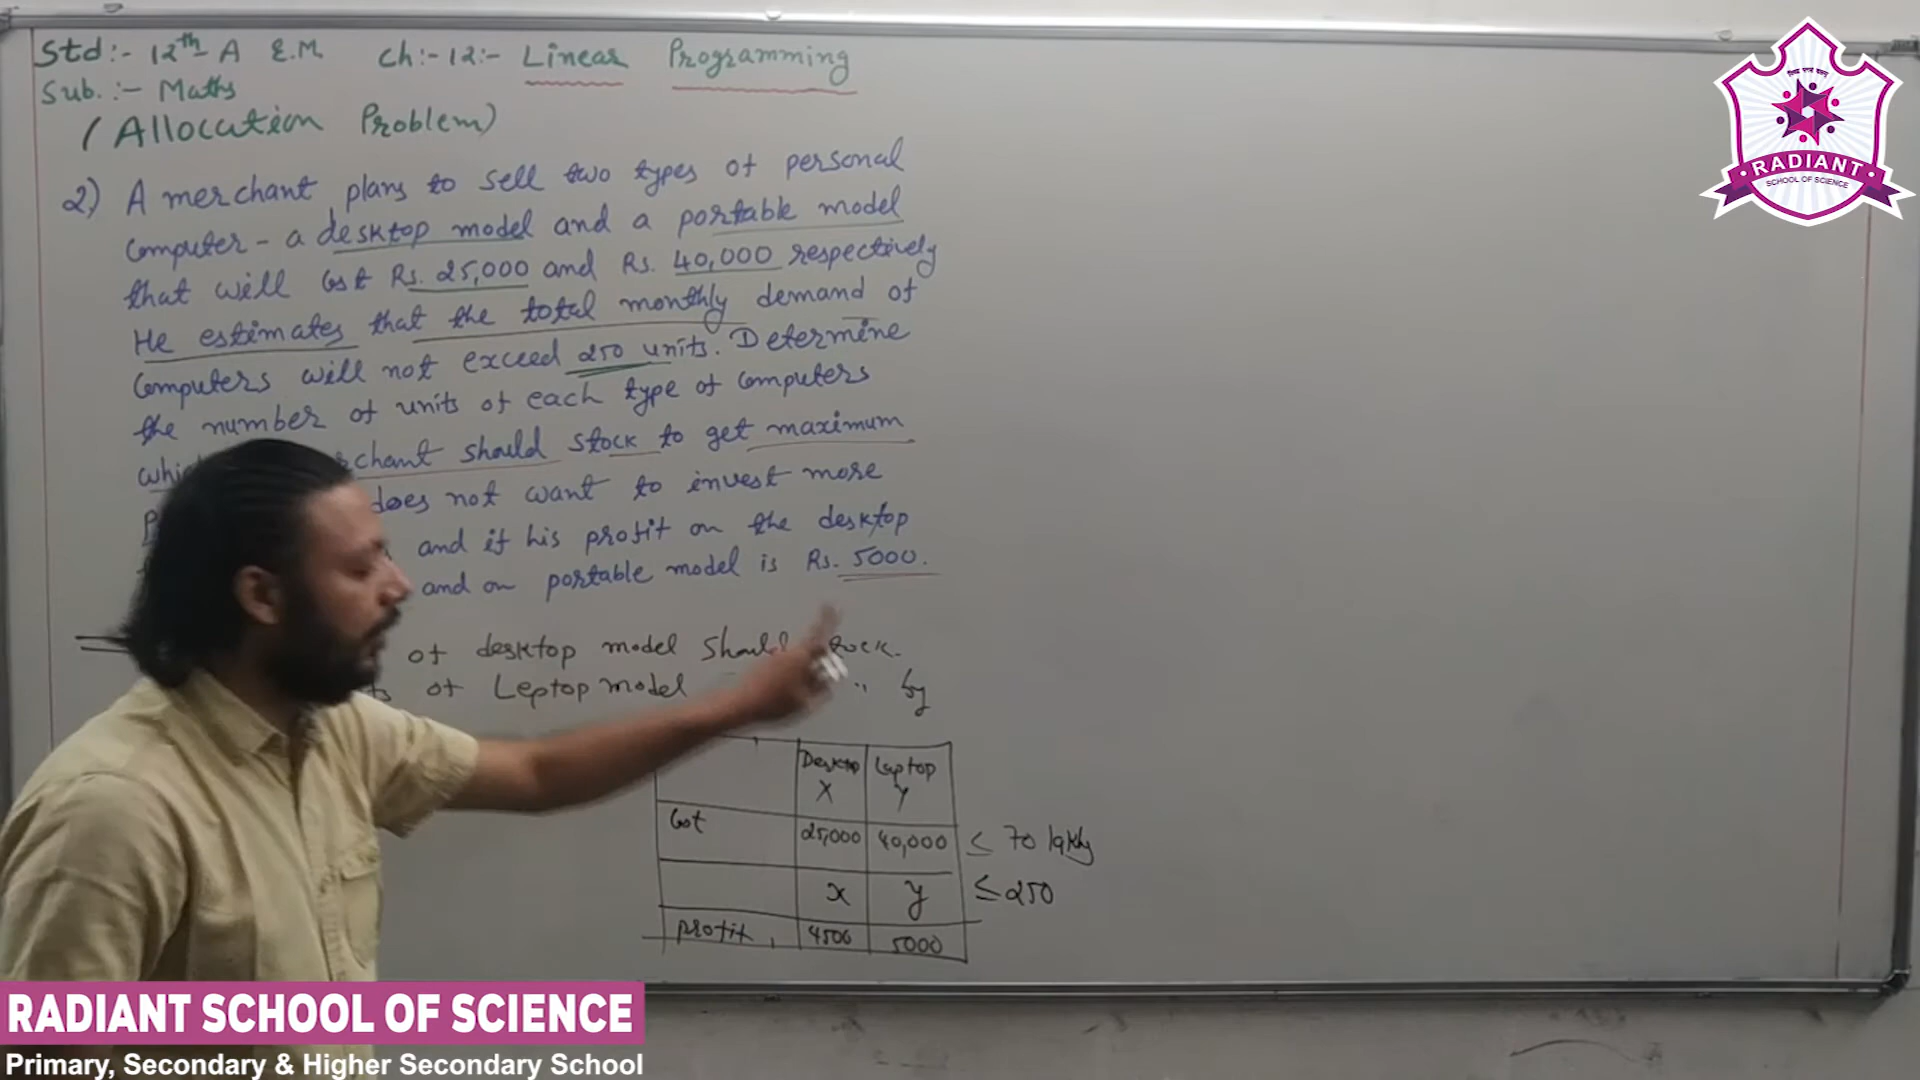 Std :- 12th A E.M. Ch:- 12:- Linear Programming
Sub. :- Maths
(Allocation Problem)
2) A merchant plans to sell two types of personal
Computer - a desktop model and a portable model
that will Cost Rs. 25,000 and Rs. 40,000 respectively
He estimates that the total monthly demand of
Computers will not exceed 250 units. Determine
the number of units of each type of Computers
which chant should stock to get maximum
does not want to invest more
and if his profit on the desktop
and on portable model is Rs. 5000.
of desktop model should
of Leptop model " by
Desktop Leptop
X Y
Cost 25,000 40,000 ≤ 70 lakhs
x y ≤ 250
profit 4500 5000
RADIANT
SCHOOL OF SCIENCE
RADIANT SCHOOL OF SCIENCE
Primary, Secondary & Higher Secondary School